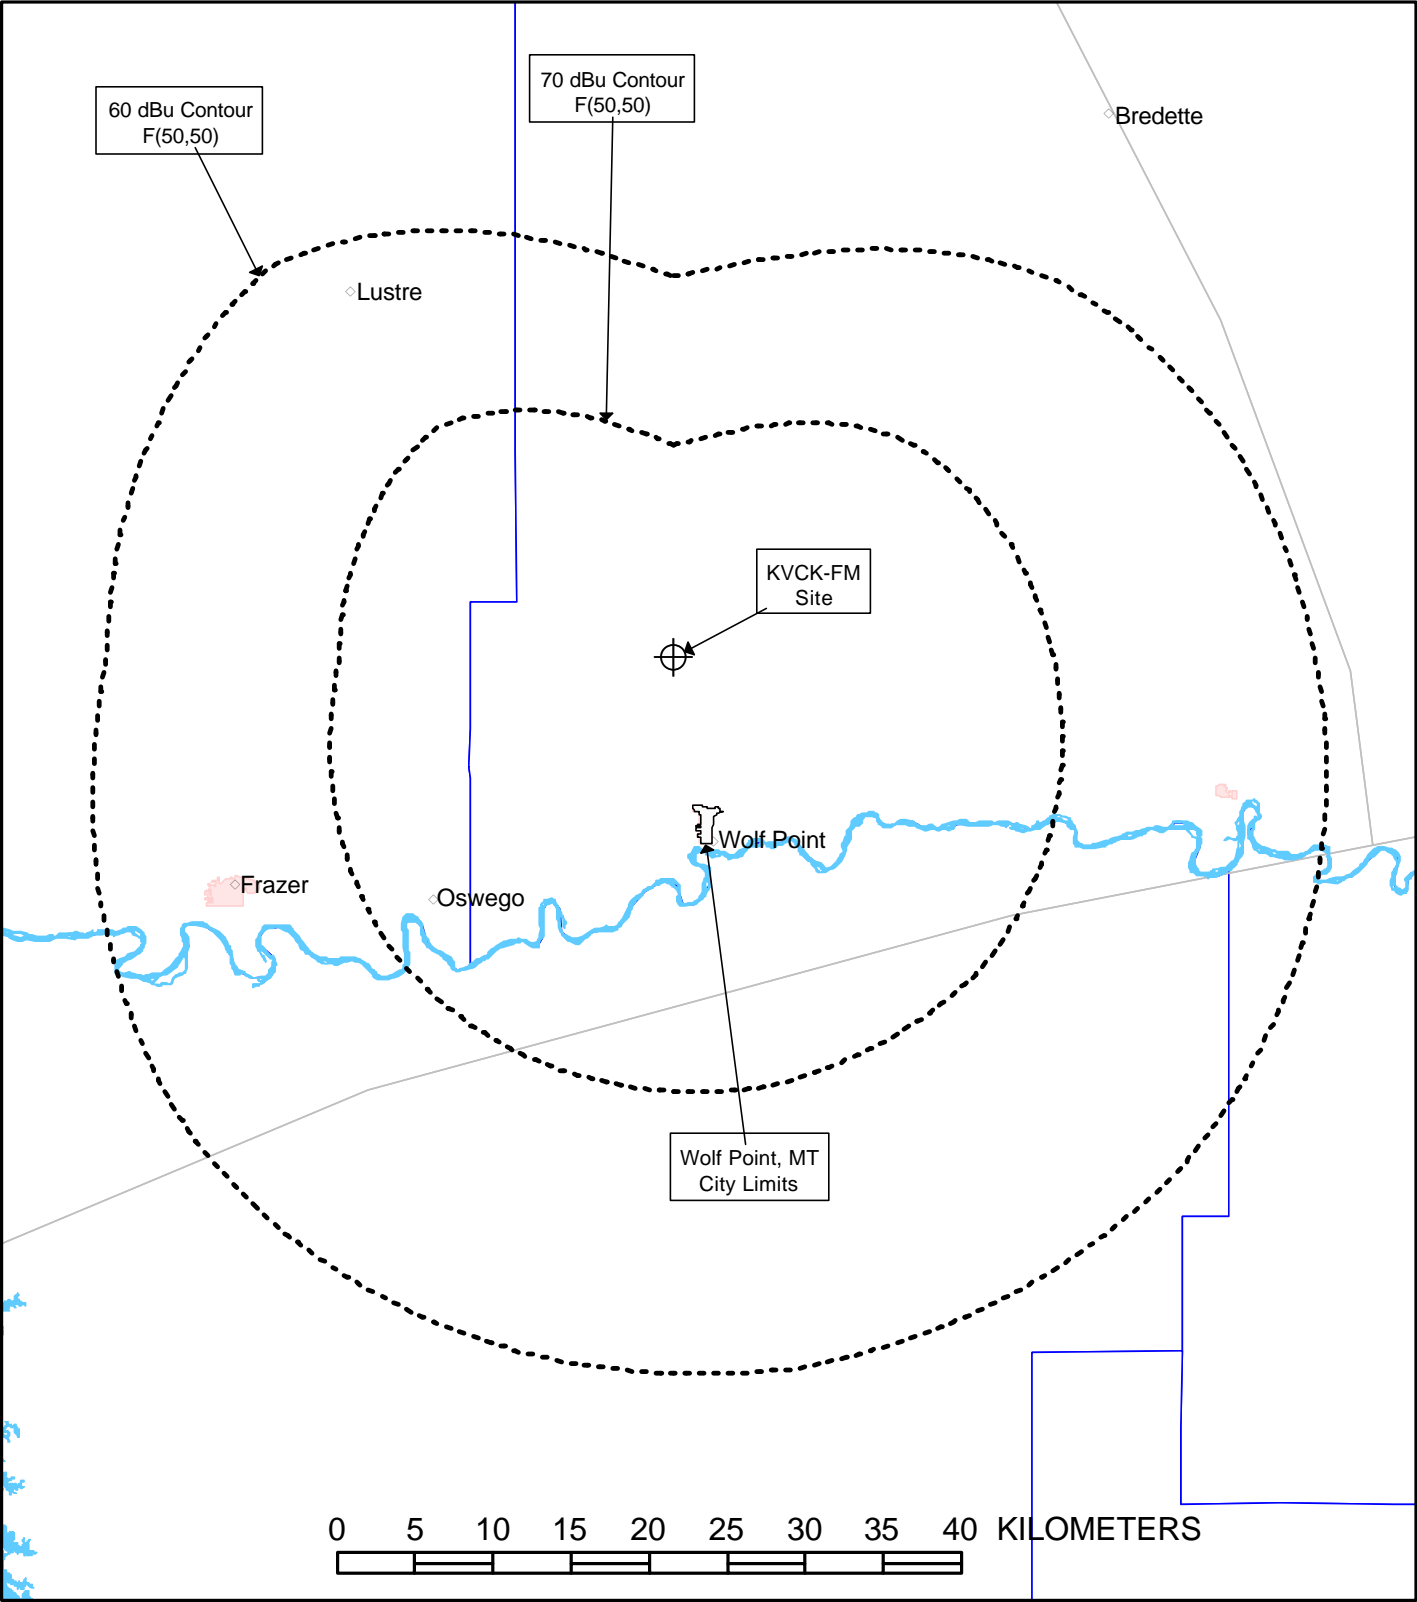 70 dBu Contour
F(50,50)
60 dBu Contour
F(50,50)
Bredette
Lustre
KVCK-FM
Site
Wolf Point
Frazer
Oswego
Wolf Point, MT
City Limits
0 5 10 15 20 25 30 35 40 KILOMETERS